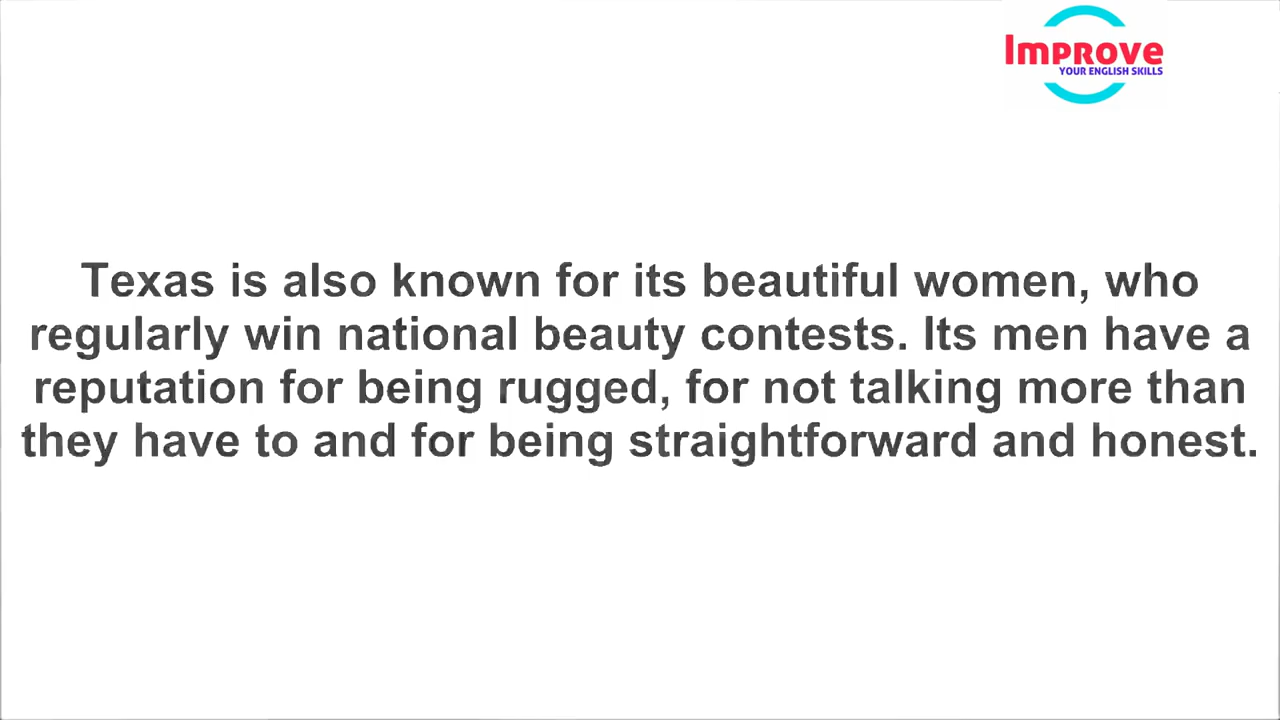 Improve
YOUR ENGLISH SKILLS
Texas is also known for its beautiful women, who
regularly win national beauty contests. Its men have a
reputation for being rugged, for not talking more than
they have to and for being straightforward and honest.